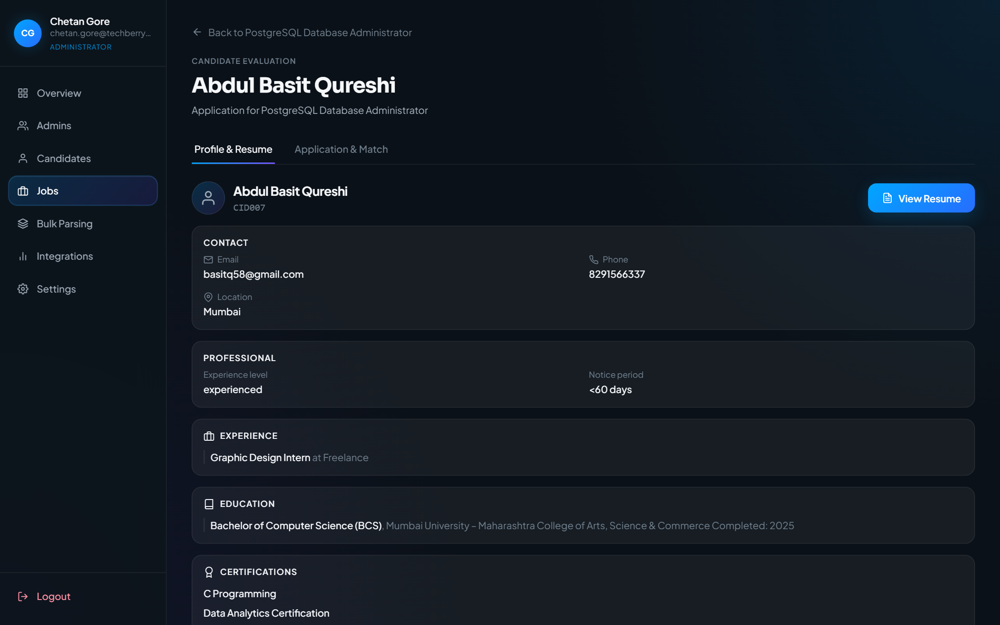 CG
Chetan Gore
chetan.gore@techberry...
ADMINISTRATOR
Overview
Admins
Candidates
Jobs
Bulk Parsing
Integrations
Settings
Logout
Back to PostgreSQL Database Administrator
CANDIDATE EVALUATION
Abdul Basit Qureshi
Application for PostgreSQL Database Administrator
Profile & Resume
Application & Match
Abdul Basit Qureshi
CID007
View Resume
CONTACT
Email
basitq58@gmail.com
Phone
8291566337
Location
Mumbai
PROFESSIONAL
Experience level
experienced
Notice period
<60 days
EXPERIENCE
Graphic Design Intern at Freelance
EDUCATION
Bachelor of Computer Science (BCS), Mumbai University – Maharashtra College of Arts, Science & Commerce Completed: 2025
CERTIFICATIONS
C Programming
Data Analytics Certification